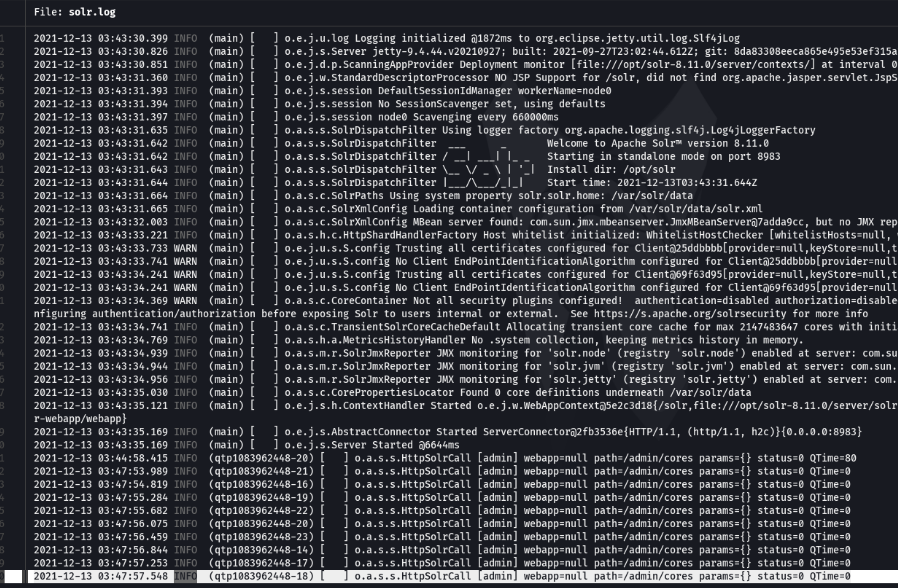 File: solr.log
2021-12-13 03:43:30.399 INFO (main) [ ] o.e.j.u.log Logging initialized @1872ms to org.eclipse.jetty.util.log.Slf4jLog
2021-12-13 03:43:30.826 INFO (main) [ ] o.e.j.s.Server jetty-9.4.44.v20210927; built: 2021-09-27T23:02:44.612Z; git: 8da83308eeca865e495e53ef315a
2021-12-13 03:43:30.851 INFO (main) [ ] o.e.j.d.p.ScanningAppProvider Deployment monitor [file:///opt/solr-8.11.0/server/contexts/] at interval 0
2021-12-13 03:43:31.360 INFO (main) [ ] o.e.j.w.StandardDescriptorProcessor NO JSP Support for /solr, did not find org.apache.jasper.servlet.JspS
2021-12-13 03:43:31.393 INFO (main) [ ] o.e.j.s.session DefaultSessionIdManager workerName=node0
2021-12-13 03:43:31.394 INFO (main) [ ] o.e.j.s.session No SessionScavenger set, using defaults
2021-12-13 03:43:31.397 INFO (main) [ ] o.e.j.s.session node0 Scavenging every 660000ms
2021-12-13 03:43:31.635 INFO (main) [ ] o.a.s.s.SolrDispatchFilter Using logger factory org.apache.logging.slf4j.Log4jLoggerFactory
2021-12-13 03:43:31.642 INFO (main) [ ] o.a.s.s.SolrDispatchFilter  ___      _       Welcome to Apache Solr™ version 8.11.0
2021-12-13 03:43:31.642 INFO (main) [ ] o.a.s.s.SolrDispatchFilter / __| ___| |_ _   Starting in standalone mode on port 8983
2021-12-13 03:43:31.643 INFO (main) [ ] o.a.s.s.SolrDispatchFilter \__ \/ _ \ | '_|  Install dir: /opt/solr
2021-12-13 03:43:31.644 INFO (main) [ ] o.a.s.s.SolrDispatchFilter |___/\___/_|_|    Start time: 2021-12-13T03:43:31.644Z
2021-12-13 03:43:31.664 INFO (main) [ ] o.a.s.c.SolrPaths Using system property solr.solr.home: /var/solr/data
2021-12-13 03:43:31.665 INFO (main) [ ] o.a.s.c.SolrXmlConfig Loading container configuration from /var/solr/data/solr.xml
2021-12-13 03:43:32.003 INFO (main) [ ] o.a.s.c.SolrXmlConfig MBean server found: com.sun.jmx.mbeanserver.JmxMBeanServer@7adda9cc, but no JMX rep
2021-12-13 03:43:33.221 INFO (main) [ ] o.a.s.h.c.HttpShardHandlerFactory Host whitelist initialized: WhitelistHostChecker [whitelistHosts=null,
2021-12-13 03:43:33.733 WARN (main) [ ] o.e.j.u.s.S.config Trusting all certificates configured for Client@25ddbbbb[provider=null,keyStore=null,t
2021-12-13 03:43:33.741 WARN (main) [ ] o.e.j.u.s.S.config No Client EndPointIdentificationAlgorithm configured for Client@25ddbbbb[provider=null
2021-12-13 03:43:34.241 WARN (main) [ ] o.e.j.u.s.S.config Trusting all certificates configured for Client@69f63d95[provider=null,keyStore=null,t
2021-12-13 03:43:34.241 WARN (main) [ ] o.e.j.u.s.S.config No Client EndPointIdentificationAlgorithm configured for Client@69f63d95[provider=null
2021-12-13 03:43:34.369 WARN (main) [ ] o.a.s.c.CoreContainer Not all security plugins configured!  authentication=disabled authorization=disable
nfiguring authentication/authorization before exposing Solr to users internal or external.  See https://s.apache.org/solrsecurity for more info
2021-12-13 03:43:34.741 INFO (main) [ ] o.a.s.c.TransientSolrCoreCacheDefault Allocating transient core cache for max 2147483647 cores with initi
2021-12-13 03:43:34.769 INFO (main) [ ] o.a.s.h.a.MetricsHistoryHandler No .system collection, keeping metrics history in memory.
2021-12-13 03:43:34.939 INFO (main) [ ] o.a.s.m.r.SolrJmxReporter JMX monitoring for 'solr.node' (registry 'solr.node') enabled at server: com.su
2021-12-13 03:43:34.944 INFO (main) [ ] o.a.s.m.r.SolrJmxReporter JMX monitoring for 'solr.jvm' (registry 'solr.jvm') enabled at server: com.sun.
2021-12-13 03:43:34.956 INFO (main) [ ] o.a.s.m.r.SolrJmxReporter JMX monitoring for 'solr.jetty' (registry 'solr.jetty') enabled at server: com.
2021-12-13 03:43:35.030 INFO (main) [ ] o.a.s.c.CorePropertiesLocator Found 0 core definitions underneath /var/solr/data
2021-12-13 03:43:35.121 INFO (main) [ ] o.e.j.s.h.ContextHandler Started o.e.j.w.WebAppContext@5e2c3d18{/solr,file:///opt/solr-8.11.0/server/solr
r-webapp/webapp}
2021-12-13 03:43:35.169 INFO (main) [ ] o.e.j.s.AbstractConnector Started ServerConnector@2fb3536e{HTTP/1.1, (http/1.1, h2c)}{0.0.0.0:8983}
2021-12-13 03:43:35.169 INFO (main) [ ] o.e.j.s.Server Started @6644ms
2021-12-13 03:44:58.415 INFO (qtp1083962448-20) [ ] o.a.s.s.HttpSolrCall [admin] webapp=null path=/admin/cores params={} status=0 QTime=80
2021-12-13 03:47:53.989 INFO (qtp1083962448-21) [ ] o.a.s.s.HttpSolrCall [admin] webapp=null path=/admin/cores params={} status=0 QTime=0
2021-12-13 03:47:54.819 INFO (qtp1083962448-16) [ ] o.a.s.s.HttpSolrCall [admin] webapp=null path=/admin/cores params={} status=0 QTime=0
2021-12-13 03:47:55.284 INFO (qtp1083962448-19) [ ] o.a.s.s.HttpSolrCall [admin] webapp=null path=/admin/cores params={} status=0 QTime=0
2021-12-13 03:47:55.682 INFO (qtp1083962448-22) [ ] o.a.s.s.HttpSolrCall [admin] webapp=null path=/admin/cores params={} status=0 QTime=0
2021-12-13 03:47:56.075 INFO (qtp1083962448-20) [ ] o.a.s.s.HttpSolrCall [admin] webapp=null path=/admin/cores params={} status=0 QTime=0
2021-12-13 03:47:56.459 INFO (qtp1083962448-23) [ ] o.a.s.s.HttpSolrCall [admin] webapp=null path=/admin/cores params={} status=0 QTime=0
2021-12-13 03:47:56.844 INFO (qtp1083962448-14) [ ] o.a.s.s.HttpSolrCall [admin] webapp=null path=/admin/cores params={} status=0 QTime=0
2021-12-13 03:47:57.253 INFO (qtp1083962448-17) [ ] o.a.s.s.HttpSolrCall [admin] webapp=null path=/admin/cores params={} status=0 QTime=0
2021-12-13 03:47:57.548 INFO (qtp1083962448-18) [ ] o.a.s.s.HttpSolrCall [admin] webapp=null path=/admin/cores params={} status=0 QTime=0